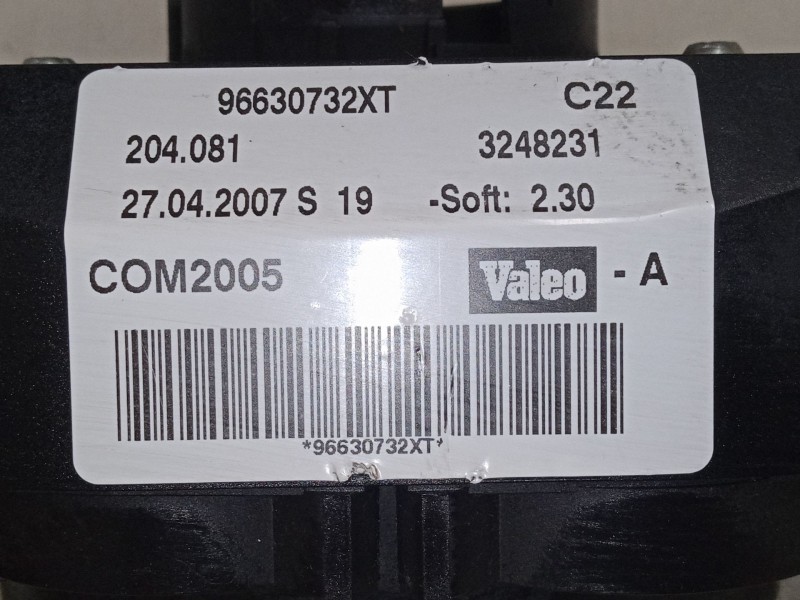 96630732XT C22
204.081 3248231
27.04.2007 S 19 -Soft: 2.30
COM2005 Valeo - A
*96630732XT*